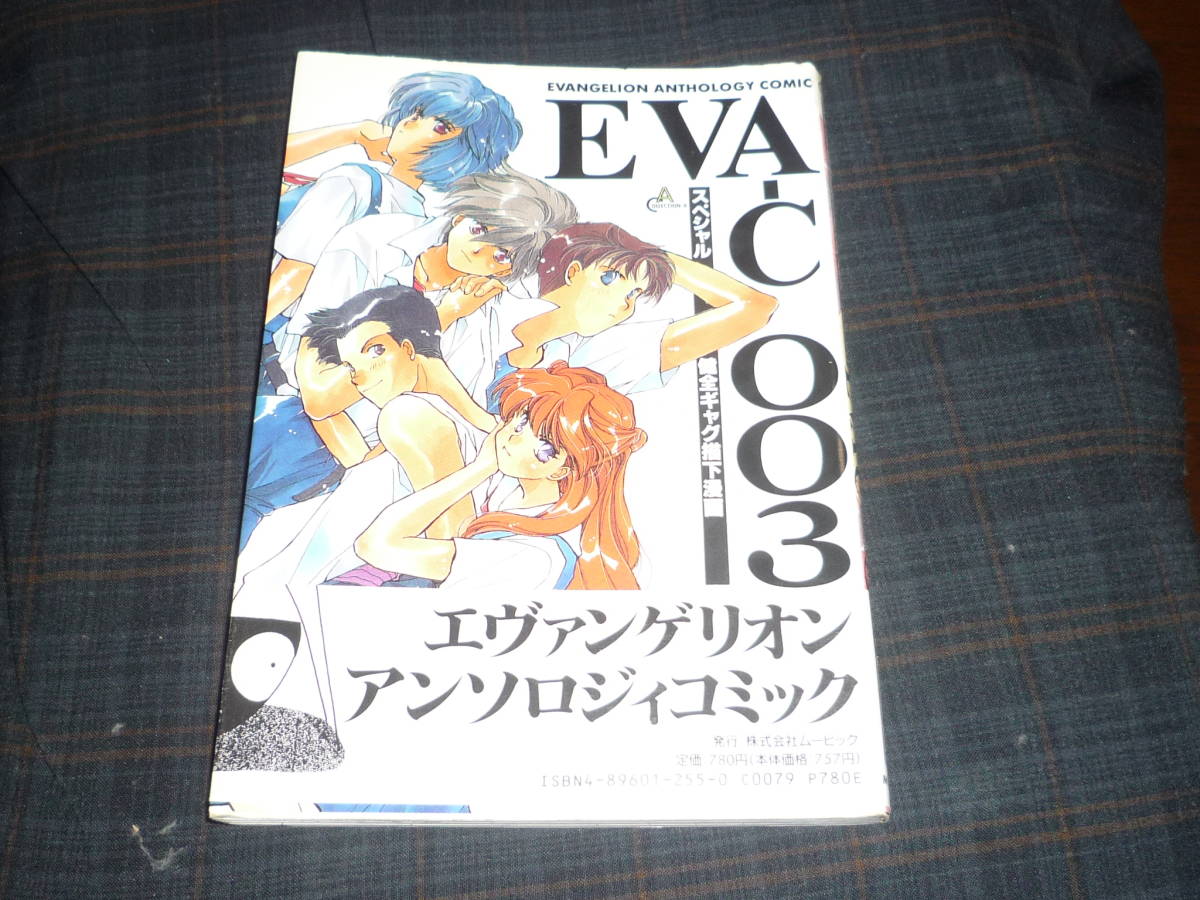 EVANGELION ANTHOLOGY COMIC
EVA-C 003
スペシャル
全ギャグ描下漫画
エヴァンゲリオン
アンソロジィコミック
発行 株式会社ムービック
定価 780円(本体価格 757円)
ISBN4-89601-255-0 C0079 P780E